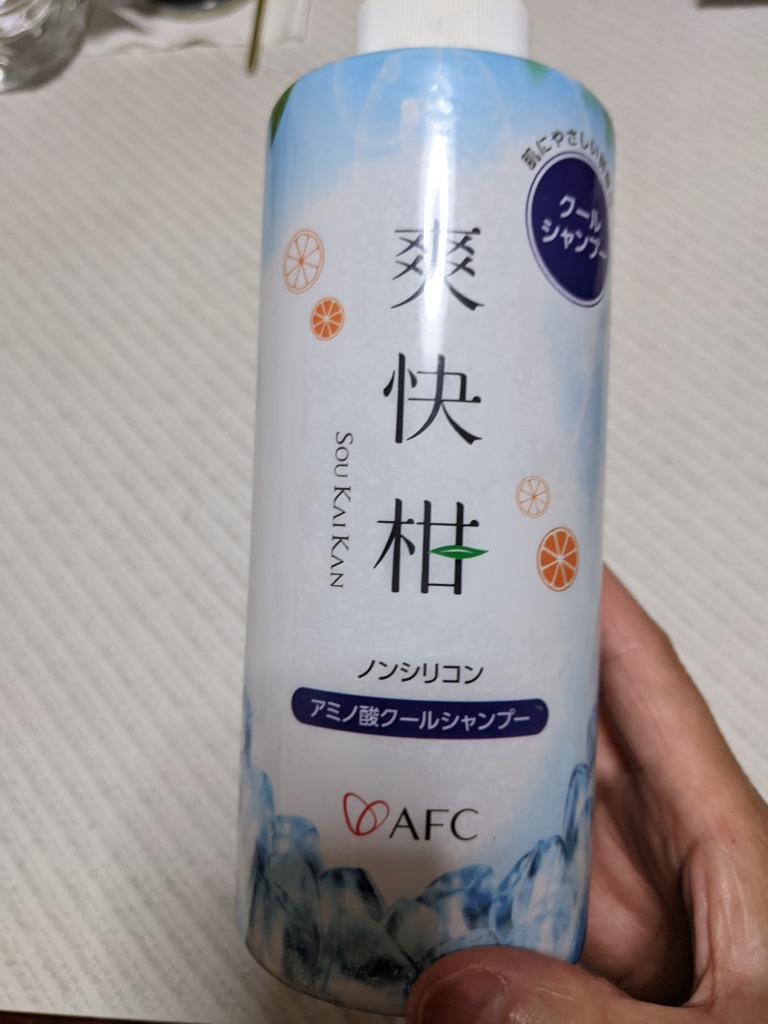 肌にやさしい
クール
シャンプー
爽快柑
SOU KAI KAN
ノンシリコン
アミノ酸クールシャンプー
AFC